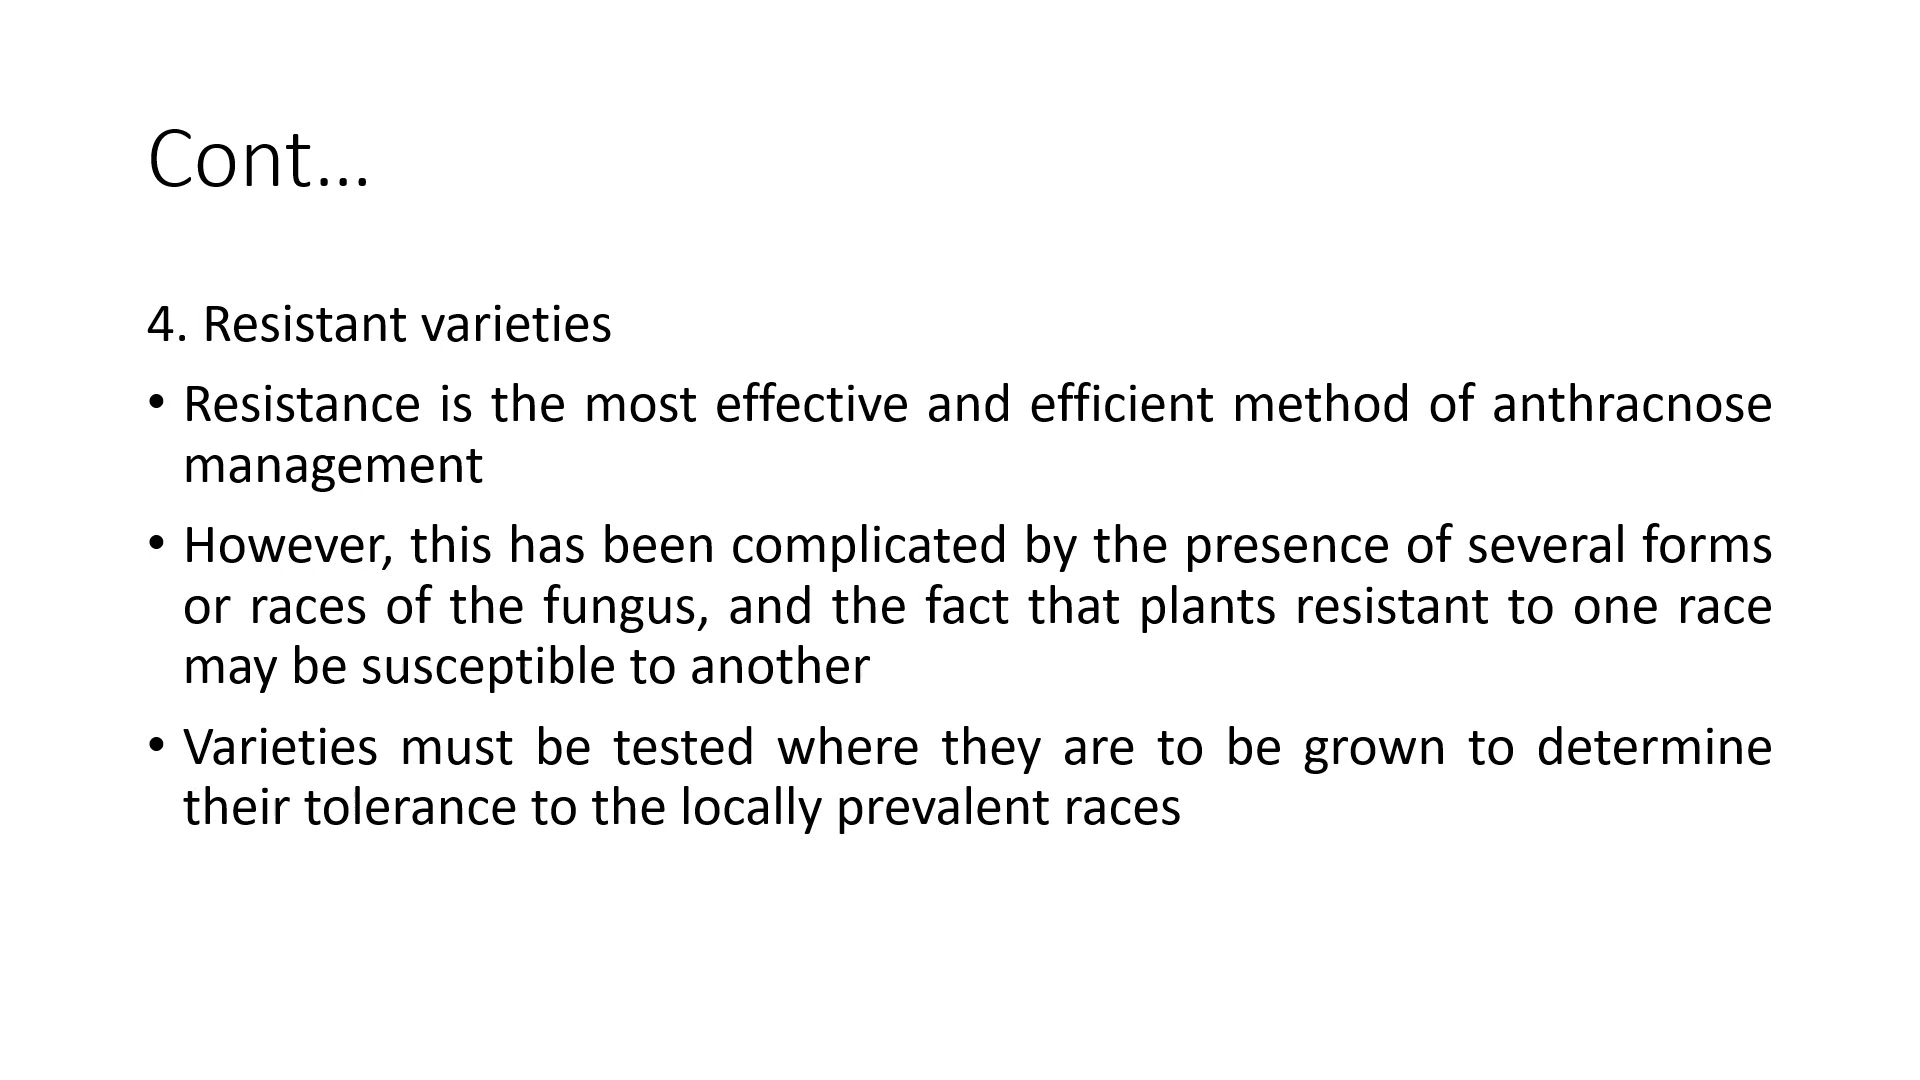 Cont…
4. Resistant varieties
• Resistance is the most effective and efficient method of anthracnose
management
• However, this has been complicated by the presence of several forms
or races of the fungus, and the fact that plants resistant to one race
may be susceptible to another
• Varieties must be tested where they are to be grown to determine
their tolerance to the locally prevalent races